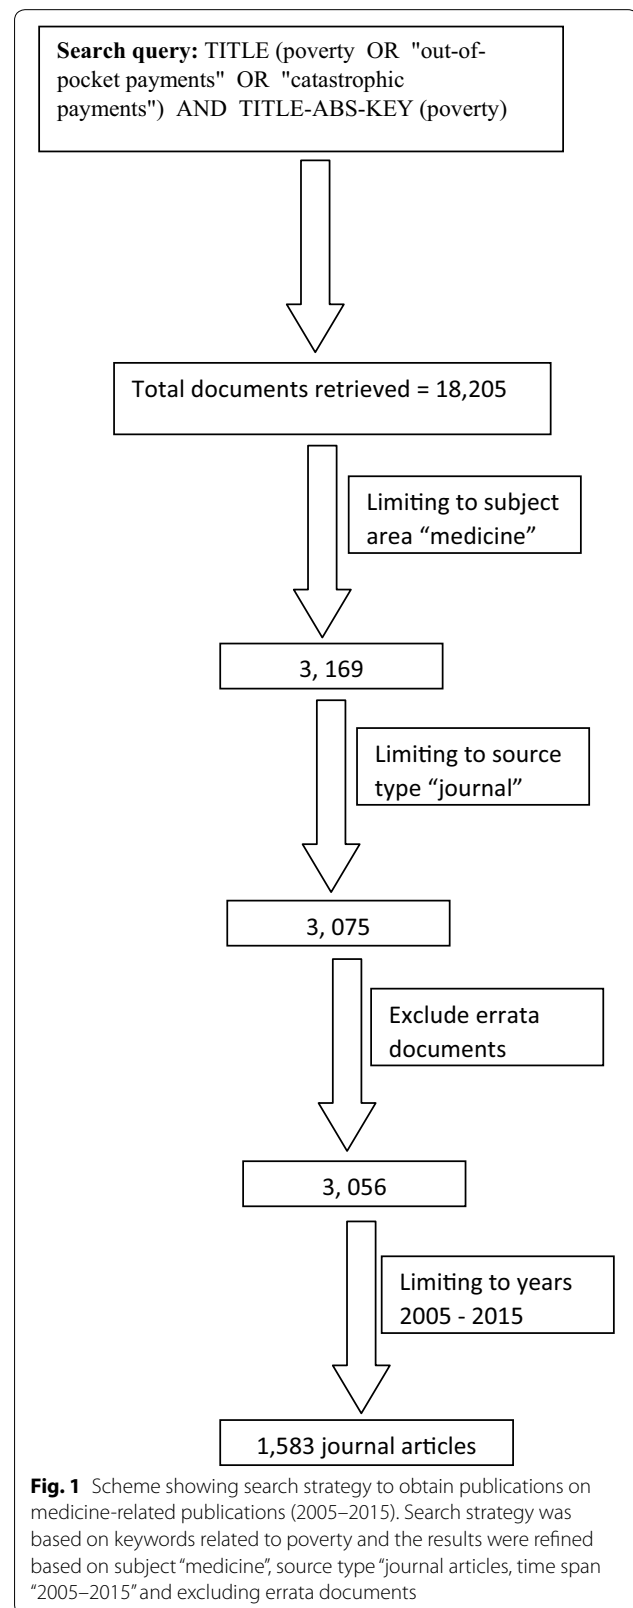 Search query: TITLE (poverty OR "out-of-
pocket payments" OR "catastrophic
payments") AND TITLE-ABS-KEY (poverty)
Total documents retrieved = 18,205
Limiting to subject
area “medicine”
3, 169
Limiting to source
type “journal”
3, 075
Exclude errata
documents
3, 056
Limiting to years
2005 - 2015
1,583 journal articles
Fig. 1 Scheme showing search strategy to obtain publications on
medicine-related publications (2005–2015). Search strategy was
based on keywords related to poverty and the results were refined
based on subject “medicine”, source type “journal articles, time span
“2005–2015” and excluding errata documents